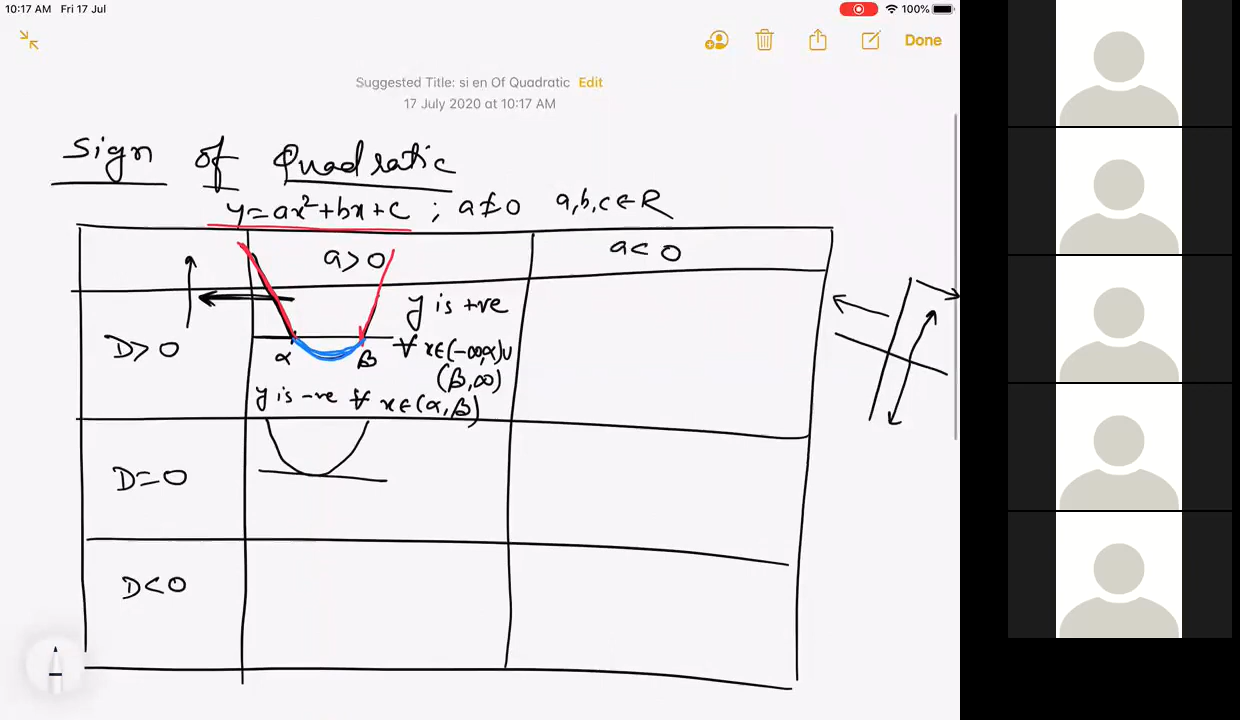 10:17 AM Fri 17 Jul
100%
Done
Suggested Title: si en Of Quadratic Edit
17 July 2020 at 10:17 AM
Sign of Quadratic
y=ax²+bx+c ; a≠0 a,b,c∈R
a>0
a<0
D>0
α β
y is +ve
∀ x∈(-∞,α)∪
(β,∞)
y is -ve ∀ x∈(α,β)
D=0
D<0